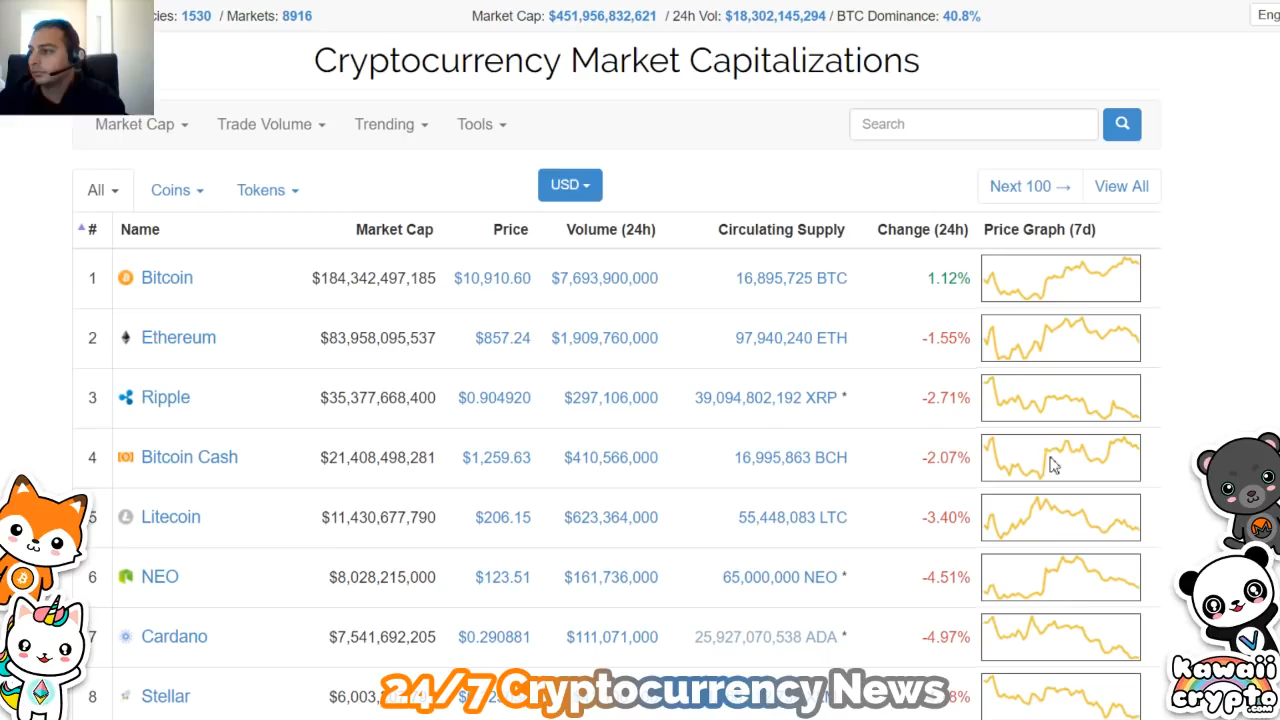 cies: 1530 / Markets: 8916 Market Cap: $451,956,832,621 / 24h Vol: $18,302,145,294 / BTC Dominance: 40.8% Eng
Cryptocurrency Market Capitalizations
Market Cap Trade Volume Trending Tools Search
All Coins Tokens USD Next 100 → View All
# Name Market Cap Price Volume (24h) Circulating Supply Change (24h) Price Graph (7d)
1 Bitcoin $184,342,497,185 $10,910.60 $7,693,900,000 16,895,725 BTC 1.12%
2 Ethereum $83,958,095,537 $857.24 $1,909,760,000 97,940,240 ETH -1.55%
3 Ripple $35,377,668,400 $0.904920 $297,106,000 39,094,802,192 XRP * -2.71%
4 Bitcoin Cash $21,408,498,281 $1,259.63 $410,566,000 16,995,863 BCH -2.07%
5 Litecoin $11,430,677,790 $206.15 $623,364,000 55,448,083 LTC -3.40%
6 NEO $8,028,215,000 $123.51 $161,736,000 65,000,000 NEO * -4.51%
7 Cardano $7,541,692,205 $0.290881 $111,071,000 25,927,070,538 ADA * -4.97%
8 Stellar
24/7 Cryptocurrency News
kawaii
crypto
.com